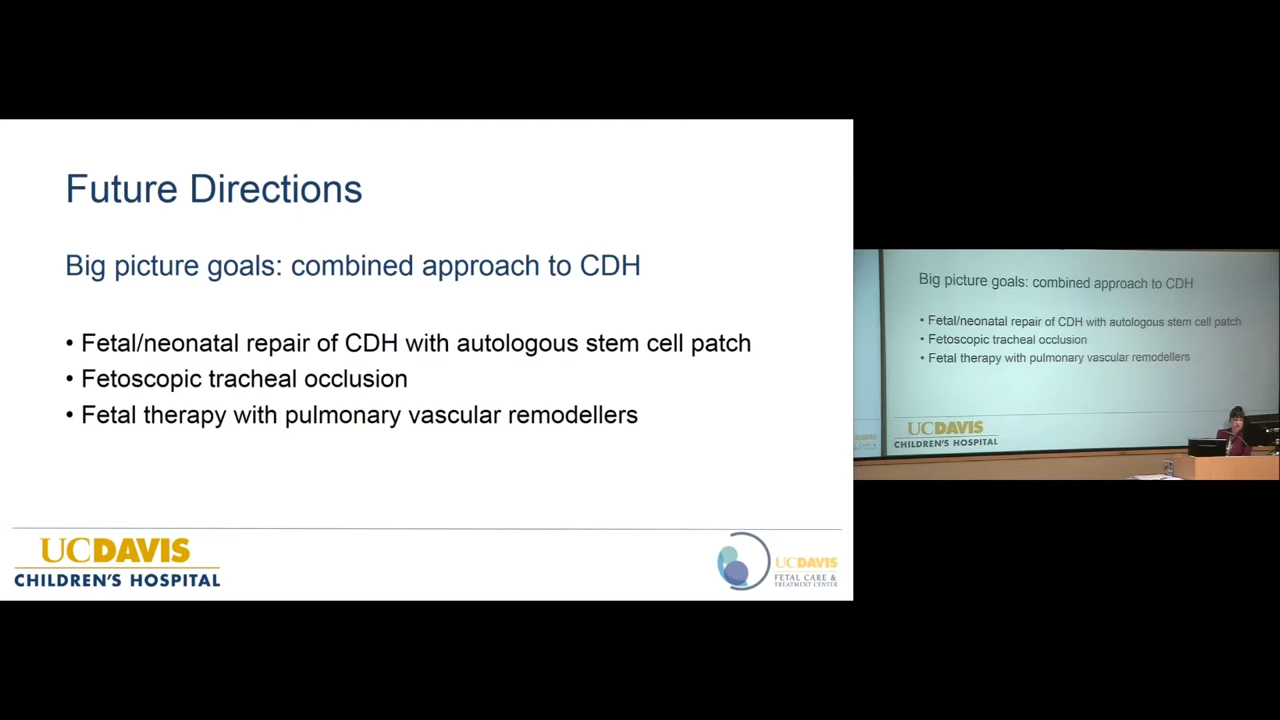 Future Directions
Big picture goals: combined approach to CDH
• Fetal/neonatal repair of CDH with autologous stem cell patch
• Fetoscopic tracheal occlusion
• Fetal therapy with pulmonary vascular remodellers
UCDAVIS
CHILDREN'S HOSPITAL
UCDAVIS
FETAL CARE &
TREATMENT CENTER
Big picture goals: combined approach to CDH
• Fetal/neonatal repair of CDH with autologous stem cell patch
• Fetoscopic tracheal occlusion
• Fetal therapy with pulmonary vascular remodellers
UCDAVIS
CHILDREN'S HOSPITAL